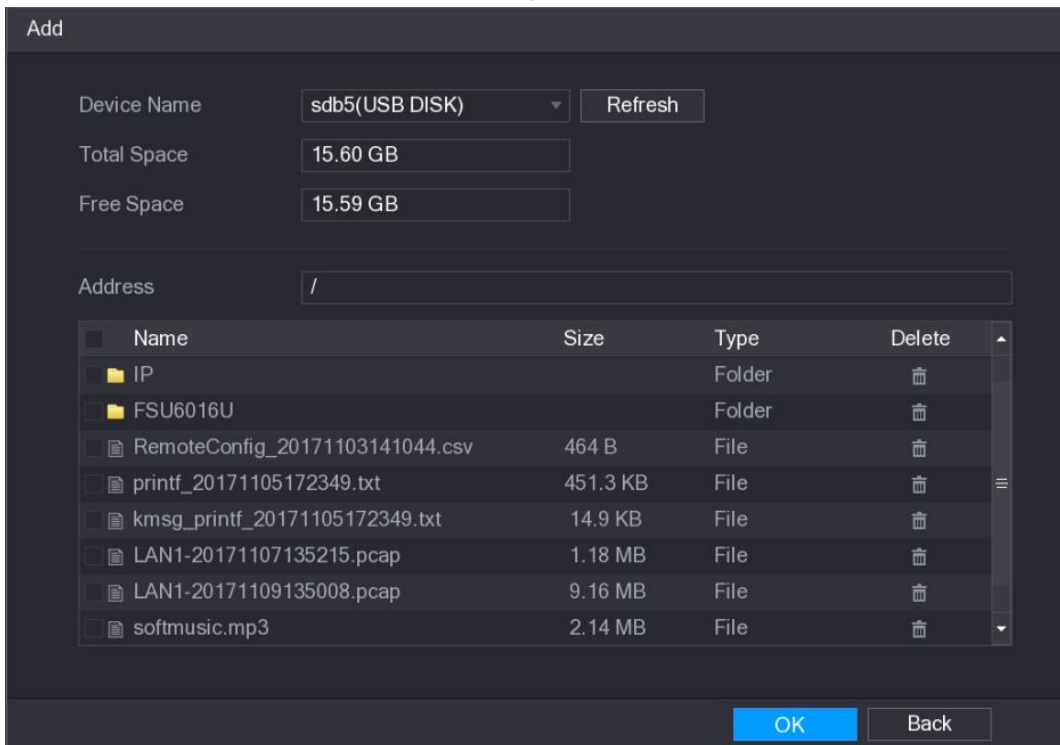 Add
Device Name sdb5(USB DISK) Refresh
Total Space 15.60 GB
Free Space 15.59 GB
Address /
Name Size Type Delete
IP Folder
FSU6016U Folder
RemoteConfig_20171103141044.csv 464 B File
printf_20171105172349.txt 451.3 KB File
kmsg_printf_20171105172349.txt 14.9 KB File
LAN1-20171107135215.pcap 1.18 MB File
LAN1-20171109135008.pcap 9.16 MB File
softmusic.mp3 2.14 MB File
OK Back